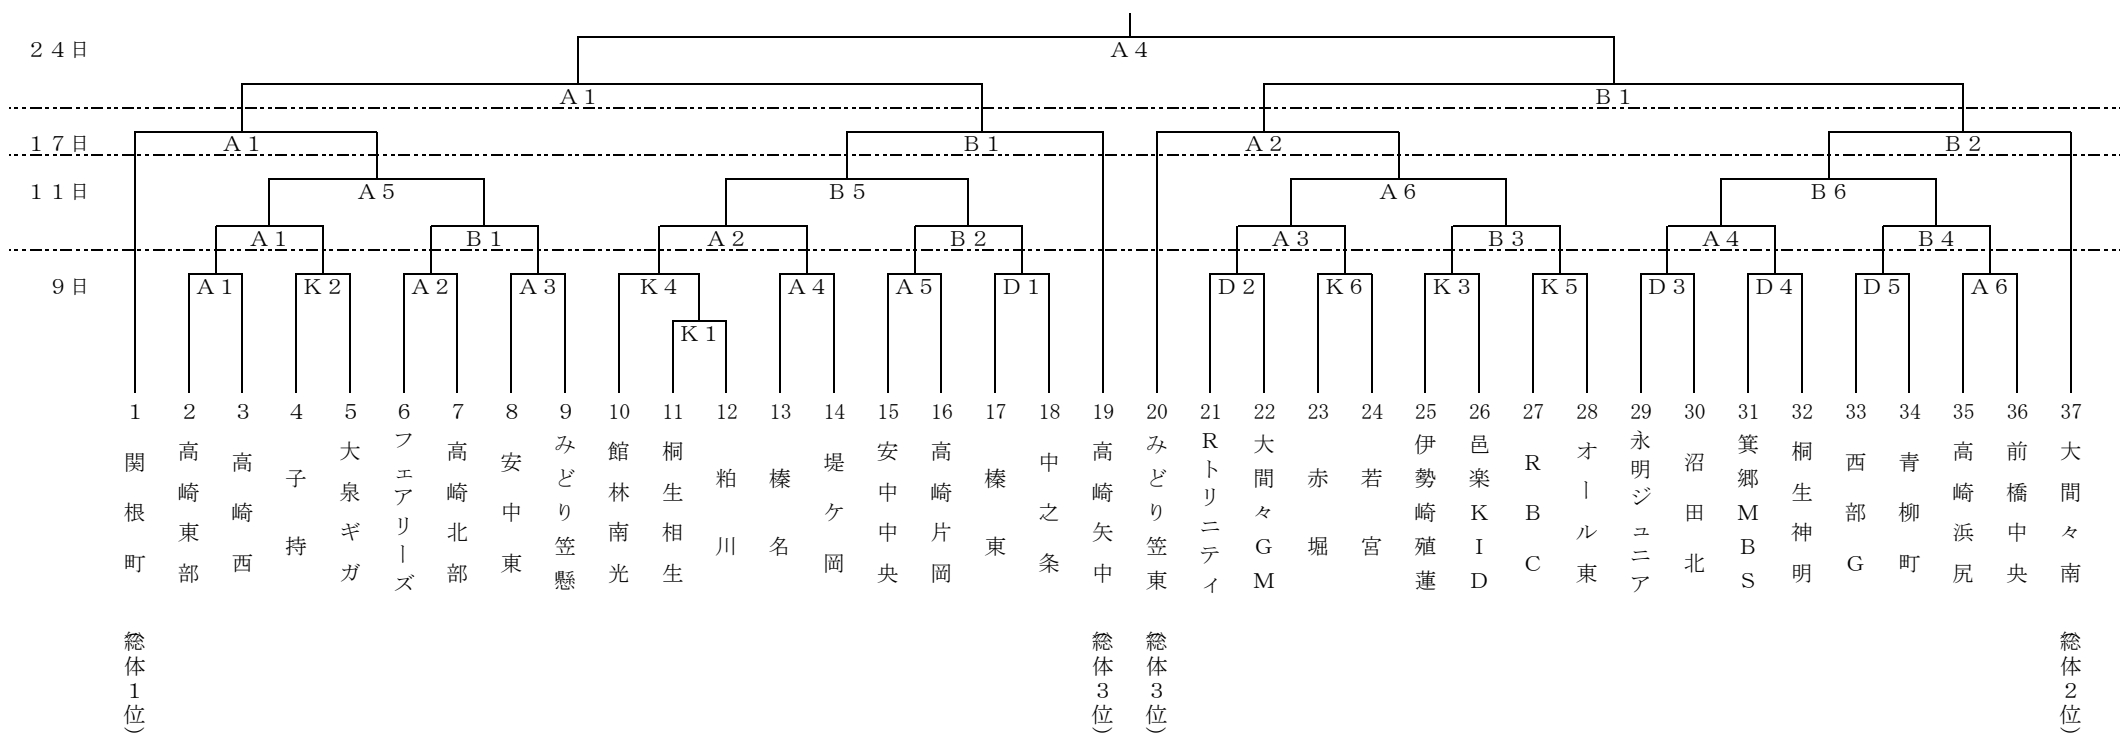 ２４日
Ａ４
Ａ１
Ｂ１
１７日
Ａ１
Ｂ１
Ａ２
Ｂ２
１１日
Ａ５
Ｂ５
Ａ６
Ｂ６
Ａ１
Ｂ１
Ａ２
Ｂ２
Ａ３
Ｂ３
Ａ４
Ｂ４
９日
Ａ１
Ｋ２
Ａ２
Ａ３
Ｋ４
Ａ４
Ａ５
Ｄ１
Ｄ２
Ｋ６
Ｋ３
Ｋ５
Ｄ３
Ｄ４
Ｄ５
Ａ６
Ｋ１
1 関根町 (総体１位)
2 高崎東部
3 高崎西
4 子持
5 大泉ギガ
6 フェアリーズ
7 高崎北部
8 安中東
9 みどり笠懸
10 館林南光
11 桐生相生
12 粕川
13 榛名
14 堤ケ岡
15 安中中央
16 高崎片岡
17 榛東
18 中之条
19 高崎矢中 (総体３位)
20 みどり笠東 (総体３位)
21 Ｒトリニティ
22 大間々ＧＭ
23 赤堀
24 若宮
25 伊勢崎殖蓮
26 邑楽ＫＩＤ
27 ＲＢＣ
28 オール東
29 永明ジュニア
30 沼田北
31 箕郷ＭＢＳ
32 桐生神明
33 西部Ｇ
34 青柳町
35 高崎浜尻
36 前橋中央
37 大間々南 (総体２位)